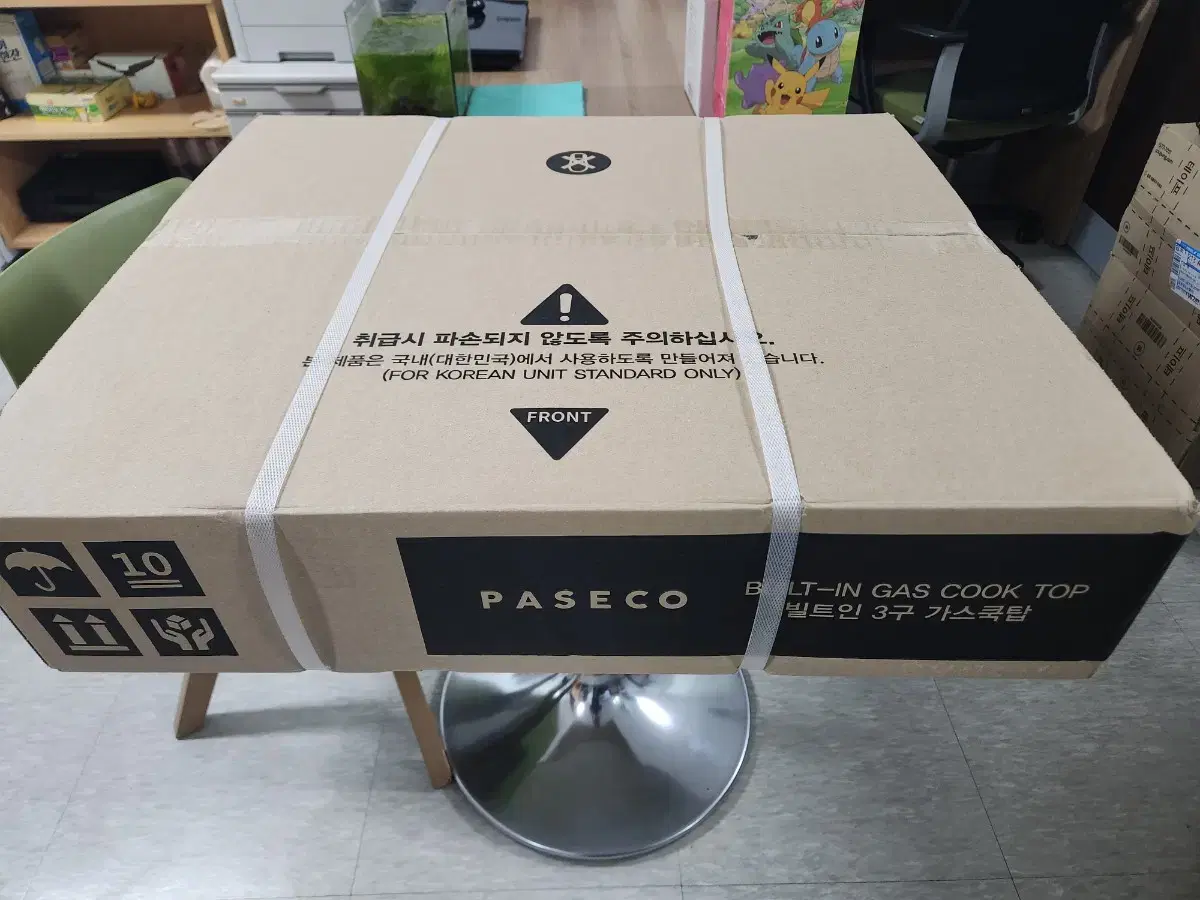 취급시 파손되지 않도록 주의하십시오.
본 제품은 국내(대한민국)에서 사용하도록 만들어져 습니다.
(FOR KOREAN UNIT STANDARD ONLY)
FRONT
10
PASECO
BUILT-IN GAS COOK TOP
빌트인 3구 가스쿡탑
테이프